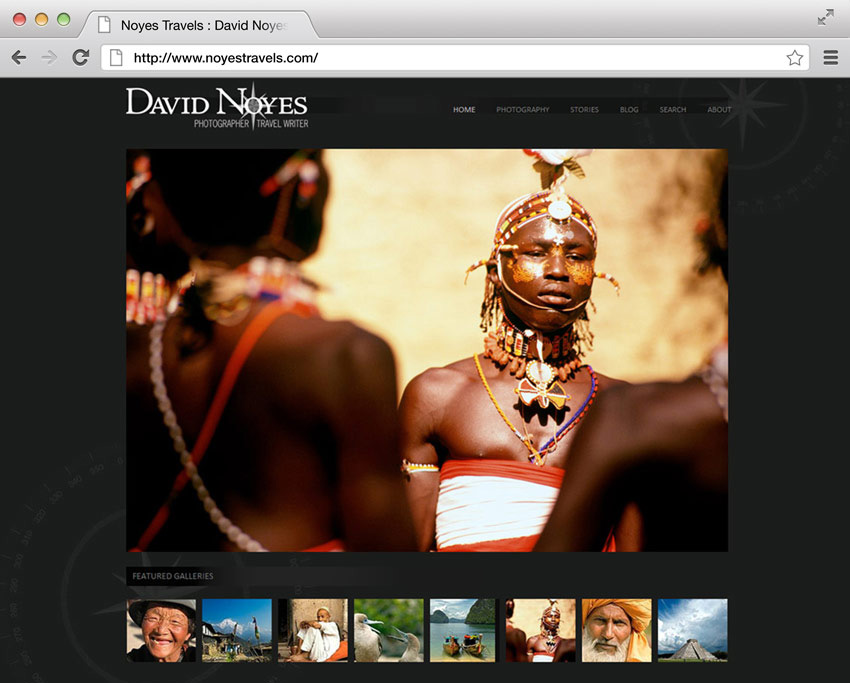 Noyes Travels : David Noyes
http://www.noyestravels.com/
DAVID NOYES
PHOTOGRAPHER TRAVEL WRITER
HOME PHOTOGRAPHY STORIES BLOG SEARCH ABOUT
FEATURED GALLERIES